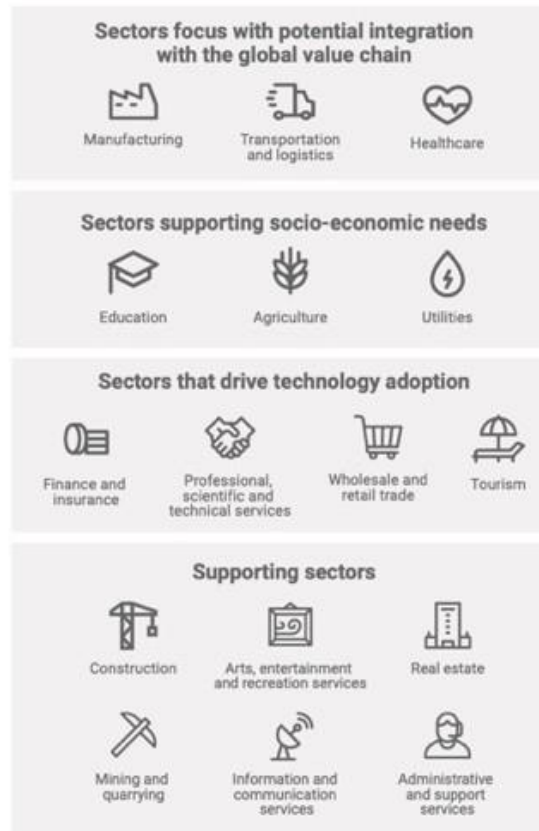 Sectors focus with potential integration
with the global value chain
Manufacturing
Transportation
and logistics
Healthcare
Sectors supporting socio-economic needs
Education
Agriculture
Utilities
Sectors that drive technology adoption
Finance and
insurance
Professional,
scientific and
technical services
Wholesale and
retail trade
Tourism
Supporting sectors
Construction
Arts, entertainment
and recreation services
Real estate
Mining and
quarrying
Information and
communication
services
Administrative
and support
services